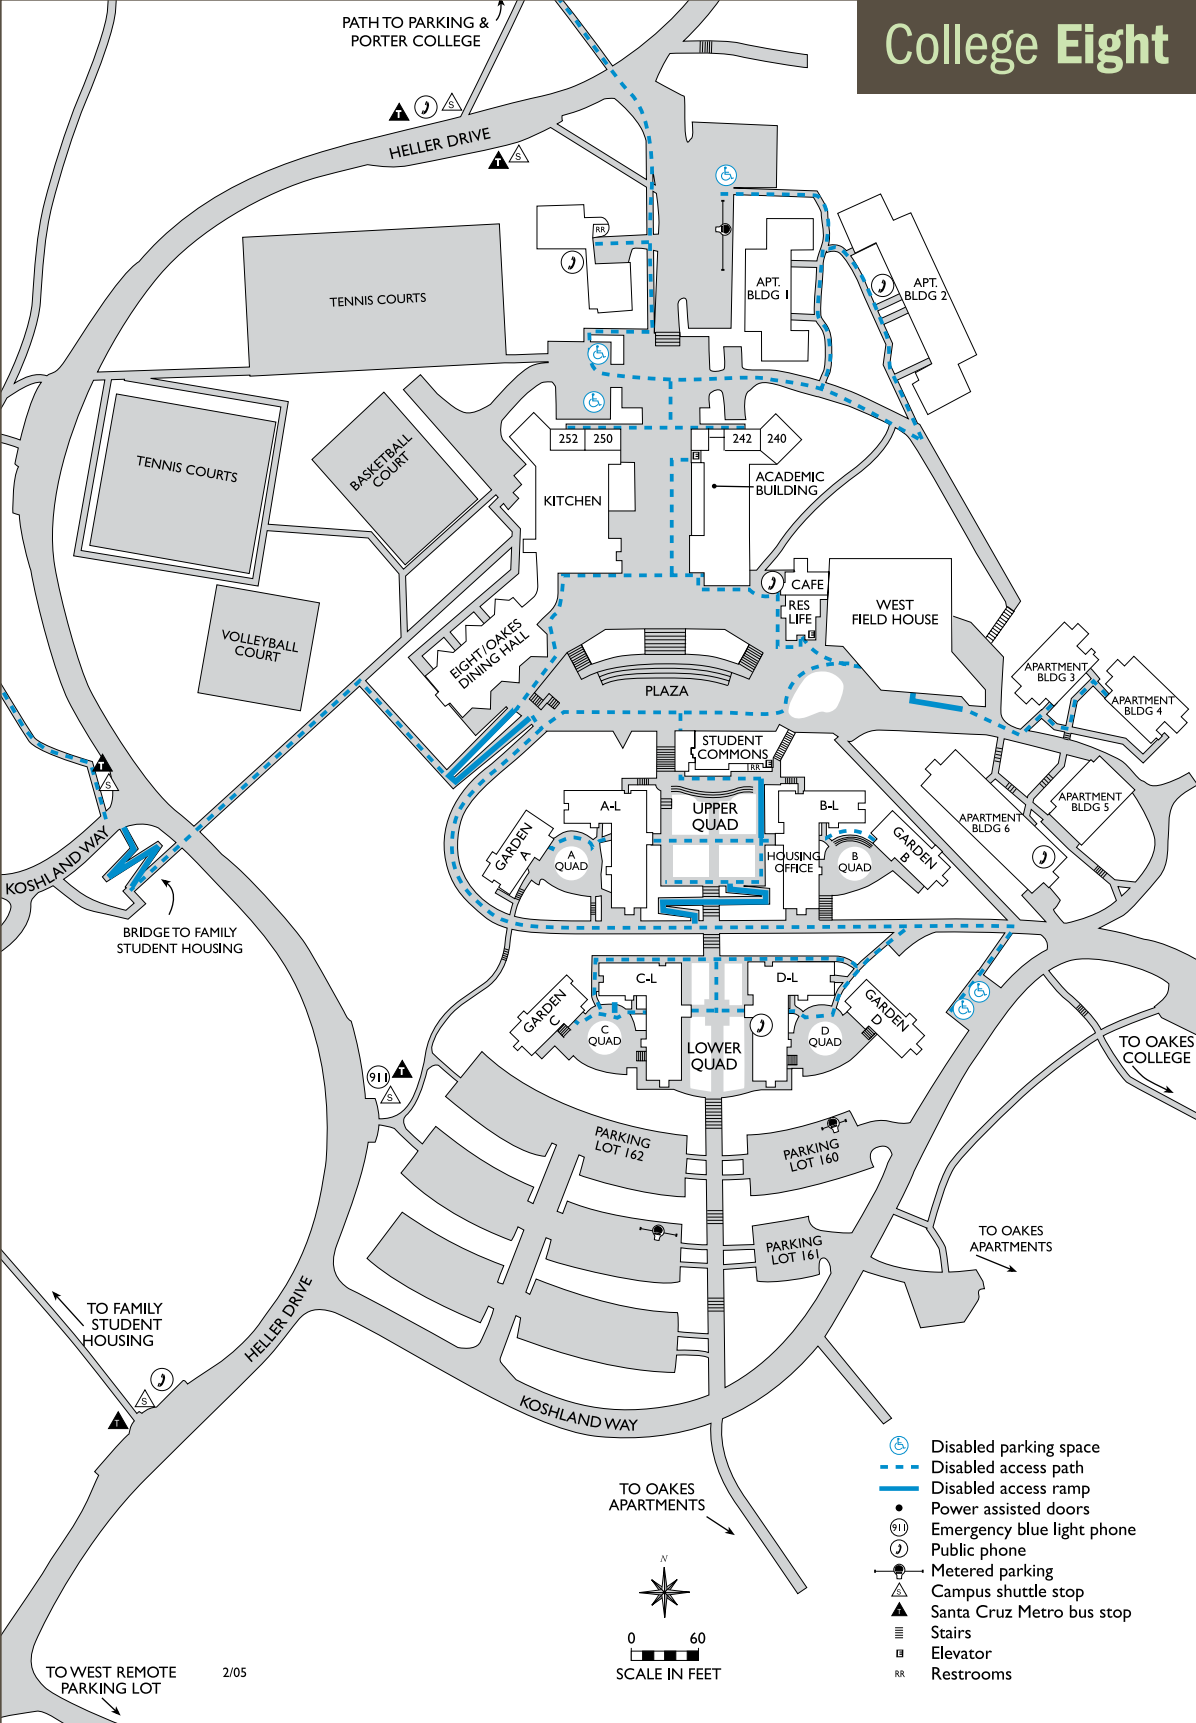 College Eight
PATH TO PARKING &
PORTER COLLEGE
T
S
HELLER DRIVE
T
S
RR
TENNIS COURTS
APT.
BLDG 1
APT.
BLDG 2
TENNIS COURTS
BASKETBALL
COURT
252
250
242
240
E
KITCHEN
ACADEMIC
BUILDING
CAFE
RES
LIFE
E
WEST
FIELD HOUSE
VOLLEYBALL
COURT
EIGHT/OAKES
DINING HALL
PLAZA
APARTMENT
BLDG 3
APARTMENT
BLDG 4
STUDENT
COMMONS
RR
E
T
S
A-L
UPPER
QUAD
B-L
APARTMENT
BLDG 5
APARTMENT
BLDG 6
GARDEN
A
A
QUAD
HOUSING
OFFICE
B
QUAD
GARDEN
B
KOSHLAND WAY
BRIDGE TO FAMILY
STUDENT HOUSING
C-L
D-L
GARDEN
C
C
QUAD
LOWER
QUAD
D
QUAD
GARDEN
D
TO OAKES
COLLEGE
911
T
S
PARKING
LOT 162
PARKING
LOT 160
PARKING
LOT 161
TO OAKES
APARTMENTS
TO FAMILY
STUDENT
HOUSING
HELLER DRIVE
S
T
KOSHLAND WAY
TO OAKES
APARTMENTS
Disabled parking space
Disabled access path
Disabled access ramp
Power assisted doors
911 Emergency blue light phone
Public phone
Metered parking
S Campus shuttle stop
T Santa Cruz Metro bus stop
Stairs
E Elevator
RR Restrooms
N
0 60
SCALE IN FEET
TO WEST REMOTE
PARKING LOT
2/05